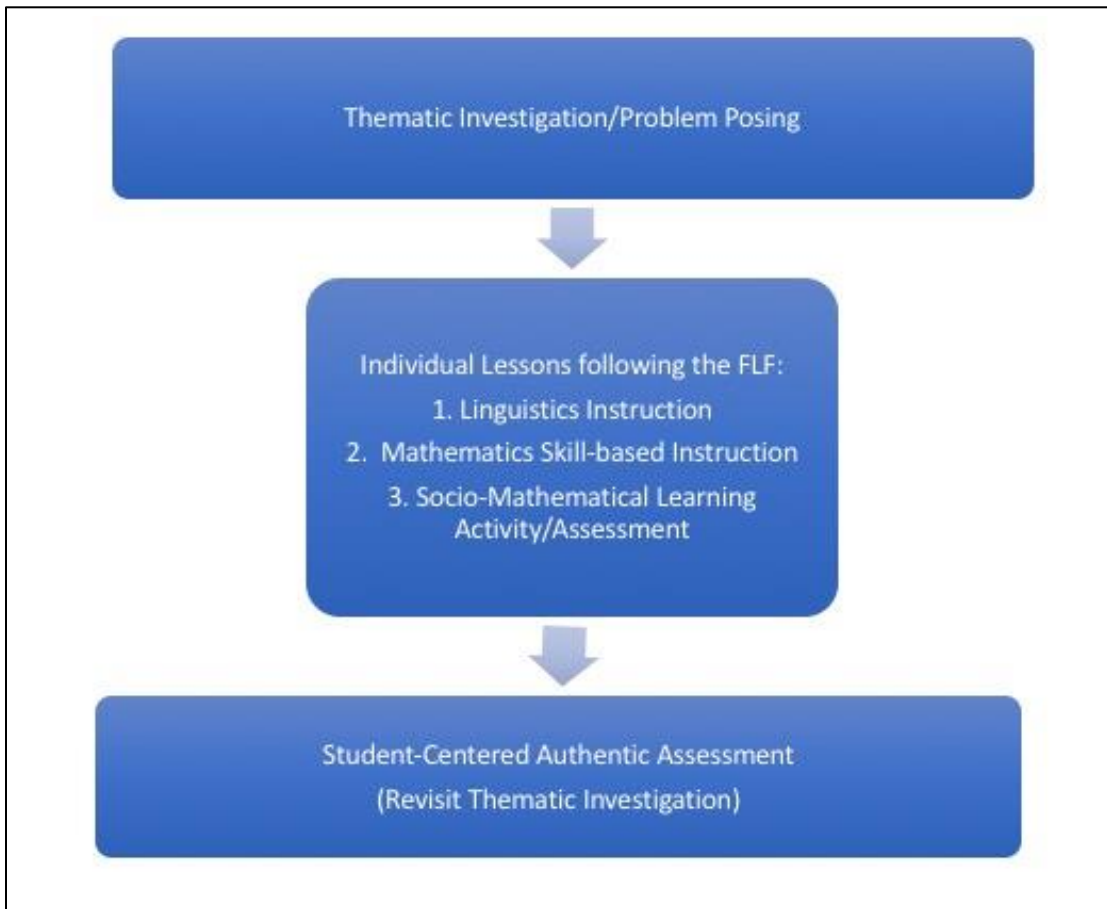 Thematic Investigation/Problem Posing
Individual Lessons following the FLF:
1. Linguistics Instruction
2. Mathematics Skill-based Instruction
3. Socio-Mathematical Learning
Activity/Assessment
Student-Centered Authentic Assessment
(Revisit Thematic Investigation)